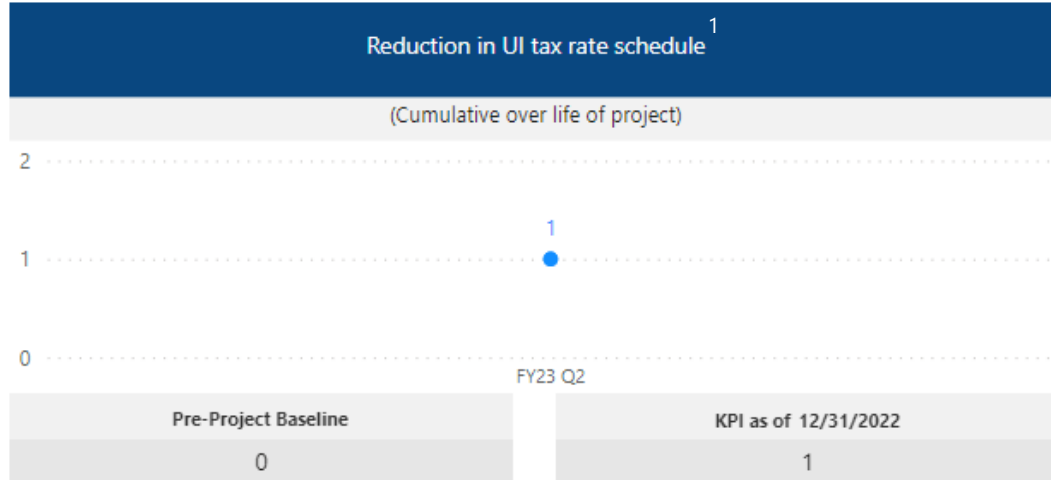 Reduction in UI tax rate schedule 1
(Cumulative over life of project)
2
1
1
0
FY23 Q2
Pre-Project Baseline
KPI as of 12/31/2022
0
1